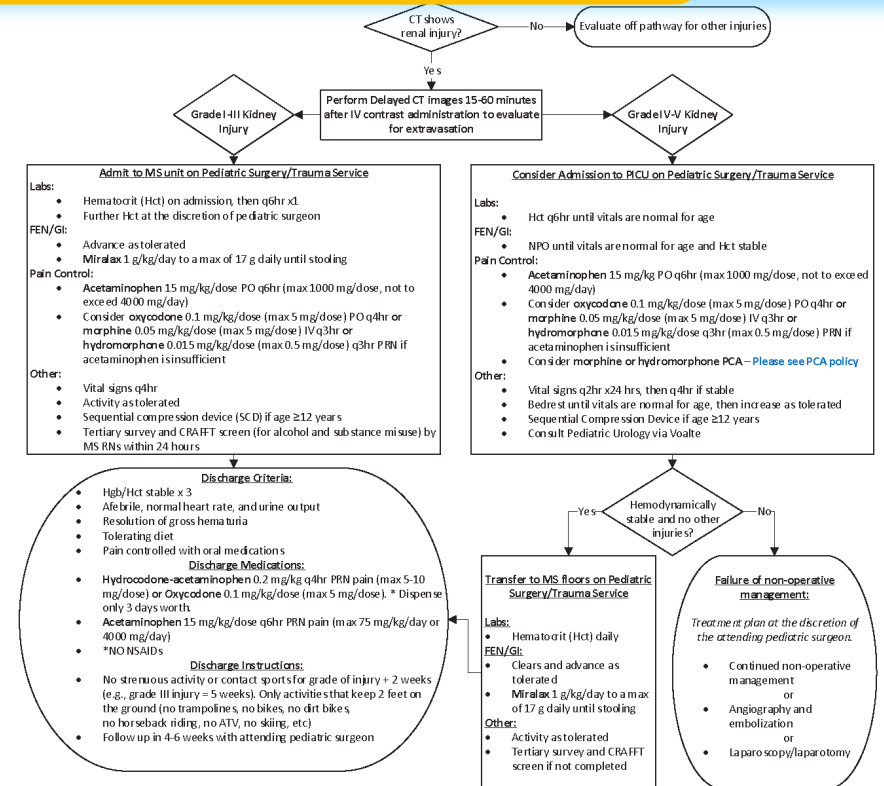 CT shows
renal injury?
No
Evaluate off pathway for other injuries
Yes
Perform Delayed CT images 15-60 minutes
after IV contrast administration to evaluate
for extravasation
Grade I-III Kidney
Injury
Grade IV-V Kidney
Injury
Admit to MS unit on Pediatric Surgery/Trauma Service
Labs:
• Hematocrit (Hct) on admission, then q6hr x1
• Further Hct at the discretion of pediatric surgeon
FEN/GI:
• Advance as tolerated
• Miralax 1 g/kg/day to a max of 17 g daily until stooling
Pain Control:
• Acetaminophen 15 mg/kg/dose PO q6hr (max 1000 mg/dose, not to
exceed 4000 mg/day)
• Consider oxycodone 0.1 mg/kg/dose (max 5 mg/dose) PO q4hr or
morphine 0.05 mg/kg/dose (max 5 mg/dose) IV q3hr or
hydromorphone 0.015 mg/kg/dose (max 0.5 mg/dose) q3hr PRN if
acetaminophen is insufficient
Other:
• Vital signs q4hr
• Activity as tolerated
• Sequential compression device (SCD) if age ≥12 years
• Tertiary survey and CRAFFT screen (for alcohol and substance misuse) by
MS RNs within 24 hours
Consider Admission to PICU on Pediatric Surgery/Trauma Service
Labs:
• Hct q6hr until vitals are normal for age
FEN/GI:
• NPO until vitals are normal for age and Hct stable
Pain Control:
• Acetaminophen 15 mg/kg PO q6hr (max 1000 mg/dose, not to exceed
4000 mg/day)
• Consider oxycodone 0.1 mg/kg/dose (max 5 mg/dose) PO q4hr or
morphine 0.05 mg/kg/dose (max 5 mg/dose) IV q3hr or
hydromorphone 0.015 mg/kg/dose q3hr (max 0.5 mg/dose) PRN if
acetaminophen is insufficient
• Consider morphine or hydromorphone PCA – Please see PCA policy
Other:
• Vital signs q2hr x24 hrs, then q4hr if stable
• Bedrest until vitals are normal for age, then increase as tolerated
• Sequential Compression Device if age ≥12 years
• Consult Pediatric Urology via Voalte
Discharge Criteria:
• Hgb/Hct stable x 3
• Afebrile, normal heart rate, and urine output
• Resolution of gross hematuria
• Tolerating diet
• Pain controlled with oral medications
Discharge Medications:
• Hydrocodone-acetaminophen 0.2 mg/kg q4hr PRN pain (max 5-10
mg/dose) or Oxycodone 0.1 mg/kg/dose (max 5 mg/dose). * Dispense
only 3 days worth.
• Acetaminophen 15 mg/kg/dose q6hr PRN pain (max 75 mg/kg/day or
4000 mg/day)
• *NO NSAIDs
Discharge Instructions:
• No strenuous activity or contact sports for grade of injury + 2 weeks
(e.g., grade III injury = 5 weeks). Only activities that keep 2 feet on
the ground (no trampolines, no bikes, no dirt bikes,
no horseback riding, no ATV, no skiing, etc)
• Follow up in 4-6 weeks with attending pediatric surgeon
Yes
Hemodynamically
stable and no other
injuries?
No
Transfer to MS floors on Pediatric
Surgery/Trauma Service
Labs:
• Hematocrit (Hct) daily
FEN/GI:
• Clears and advance as
tolerated
• Miralax 1 g/kg/day to a max
of 17 g daily until stooling
Other:
• Activity as tolerated
• Tertiary survey and CRAFFT
screen if not completed
Failure of non-operative
management:
Treatment plan at the discretion of
the attending pediatric surgeon.
• Continued non-operative
management
or
• Angiography and
embolization
or
• Laparoscopy/laparotomy